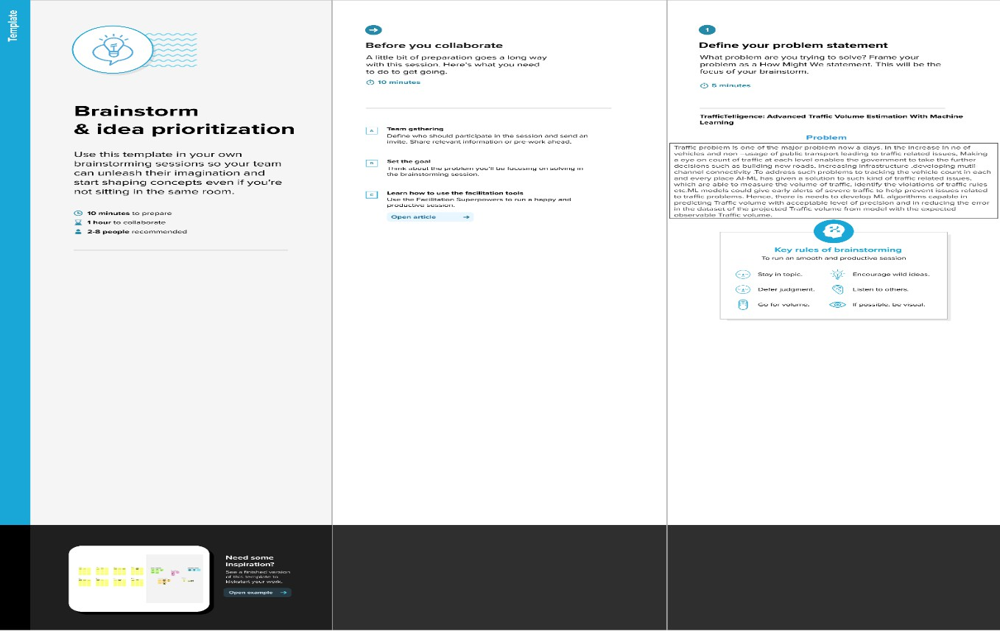 Template
Brainstorm
& idea prioritization
Use this template in your own
brainstorming sessions so your team
can unleash their imagination and
start shaping concepts even if you're
not sitting in the same room.
10 minutes to prepare
1 hour to collaborate
2-8 people recommended
Need some
inspiration?
See a finished version
of this template to
kickstart your work.
Open example
Before you collaborate
A little bit of preparation goes a long way
with this session. Here's what you need
to do to get going.
10 minutes
A
Team gathering
Define who should participate in the session and send an
invite. Share relevant information or pre-work ahead.
B
Set the goal
Think about the problem you'll be focusing on solving in
the brainstorming session.
C
Learn how to use the facilitation tools
Use the Facilitation Superpowers to run a happy and
productive session.
Open article
1
Define your problem statement
What problem are you trying to solve? Frame your
problem as a How Might We statement. This will be the
focus of your brainstorm.
5 minutes
TrafficTelligence: Advanced Traffic Volume Estimation With Machine
Learning
Problem
Traffic problem is one of the major problem now a days. In the increase in no of
vehicles and non –usage of public transport leading to traffic related issues, Making
a eye on count of traffic at each level enables the government to take the further
decisions such as building new roads, increasing infrastructure .developing mutil
channel connectivity .To address such problems to tracking the vehicle count in each
and every place AI-ML has given a solution to such kind of traffic related issues,
which are able to measure the volume of traffic, identify the violations of traffic rules
etc.ML models could give early alerts of severe traffic to help prevent issues related
to traffic problems. Hence, there is needs to develop ML algorithms capable in
predicting Traffic volume with acceptable level of precision and in reducing the error
in the dataset of the projected Traffic volume from model with the expected
observable Traffic volume.
Key rules of brainstorming
To run an smooth and productive session
Stay in topic.
Encourage wild ideas.
Defer judgment.
Listen to others.
Go for volume.
If possible, be visual.